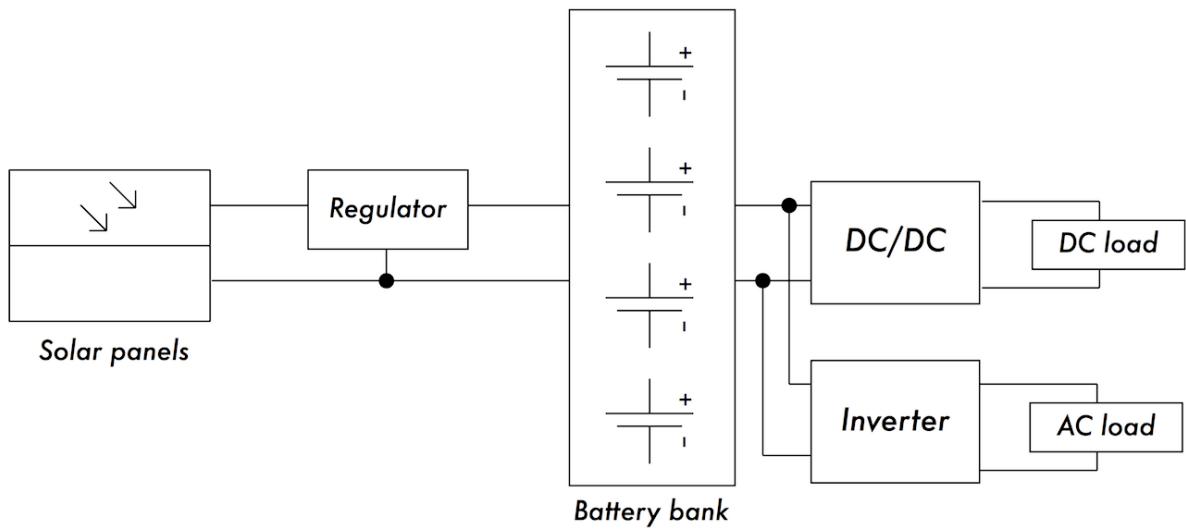 +
-
+
-
Regulator
DC/DC
DC load
+
-
Solar panels
+
-
Inverter
AC load
Battery bank